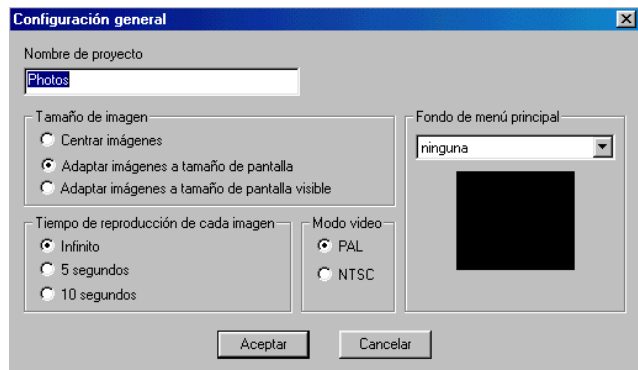 Configuración general
Nombre de proyecto
Photos
Tamaño de imagen
Centrar imágenes
Adaptar imágenes a tamaño de pantalla
Adaptar imágenes a tamaño de pantalla visible
Fondo de menú principal
ninguna
Tiempo de reproducción de cada imagen
Infinito
5 segundos
10 segundos
Modo video
PAL
NTSC
Aceptar
Cancelar